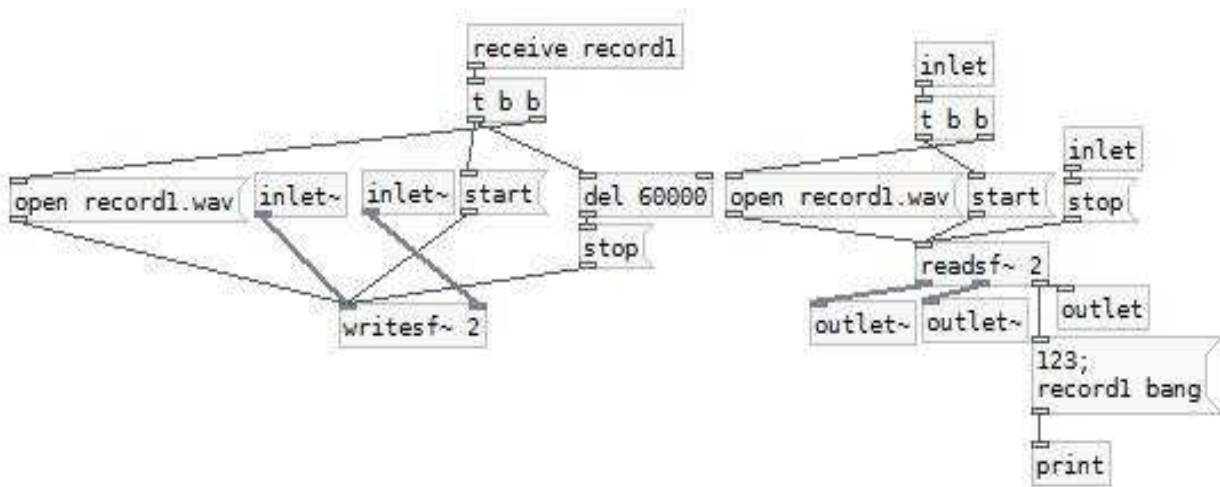 receive record1
t b b
open record1.wav
inlet~
inlet~
start
del 60000
stop
writesf~ 2
inlet
t b b
inlet
open record1.wav
start
stop
readsf~ 2
outlet~
outlet~
outlet
123;
record1 bang
print